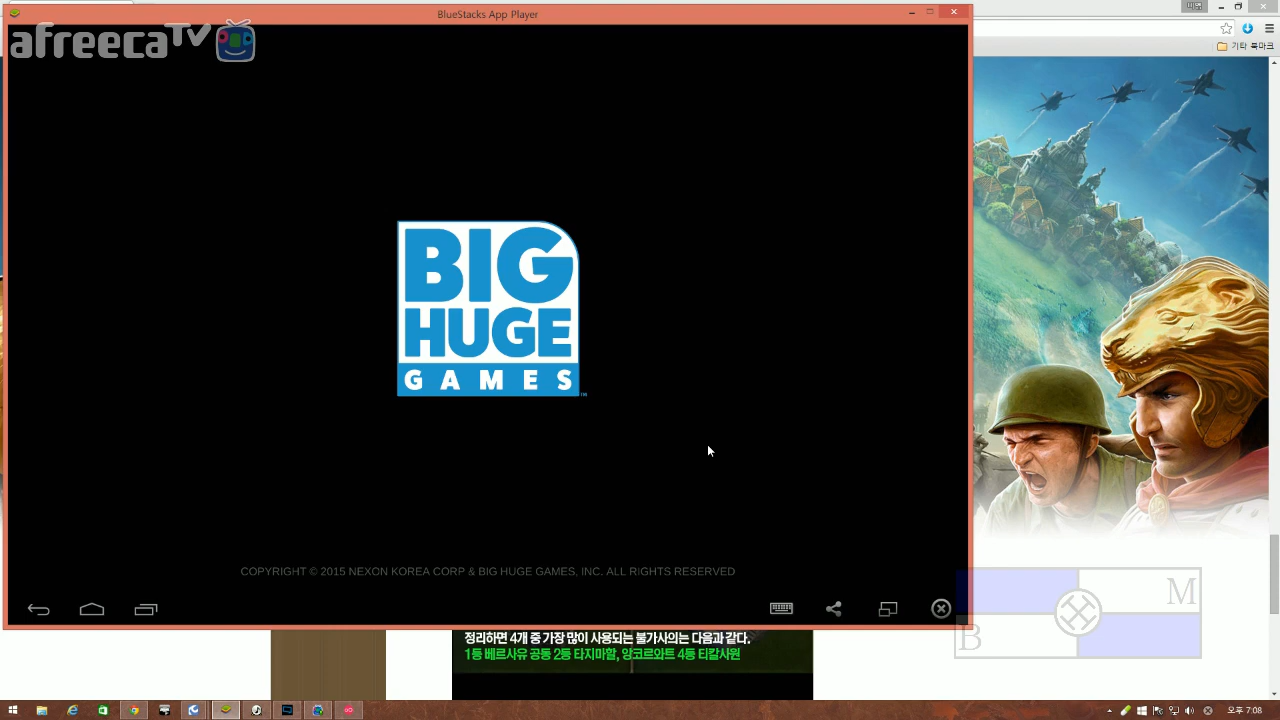 BlueStacks App Player
비엠
afreecaTV
기타 북마크
BIG
HUGE
GAMES
TM
COPYRIGHT © 2015 NEXON KOREA CORP & BIG HUGE GAMES, INC. ALL RIGHTS RESERVED
M
B
정리하면 4개 중 가장 많이 사용되는 불가사의는 다음과 같다.
1등 베르사유 공동 2등 타지마할, 앙코르와트 4등 티칼사원
오후 7:08